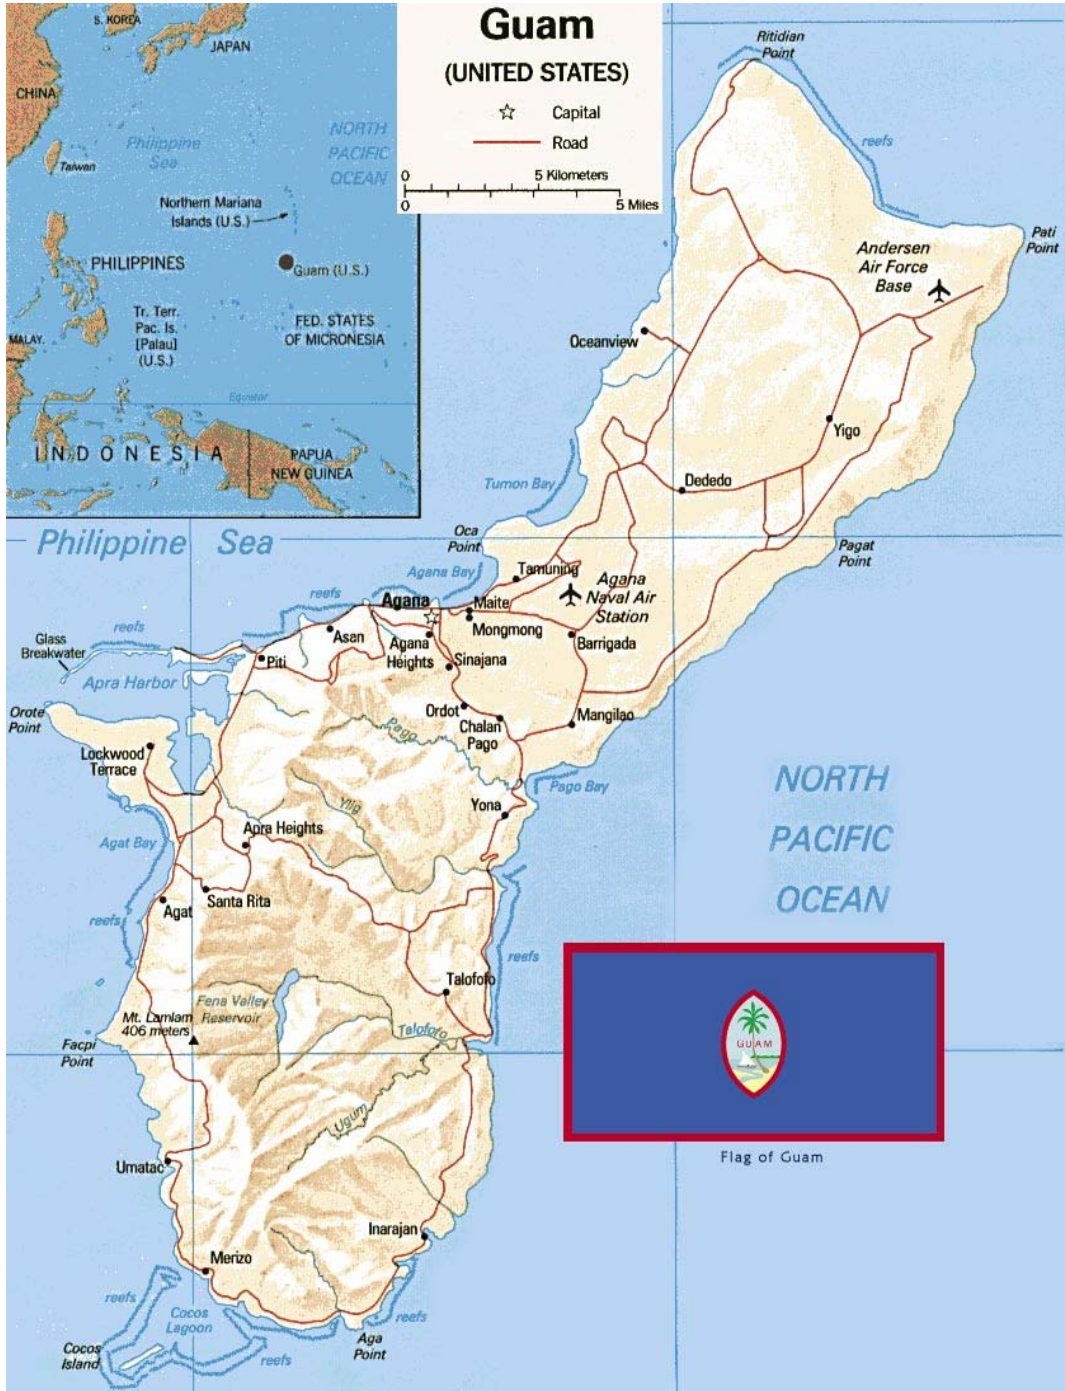 Guam
(UNITED STATES)
Capital
Road
0
5 Kilometers
0
5 Miles
S. KOREA
JAPAN
CHINA
Philippine
Sea
NORTH
PACIFIC
OCEAN
Taiwan
Northern Mariana
Islands (U.S.)
PHILIPPINES
Guam (U.S.)
Tr. Terr.
Pac. Is.
[Palau]
(U.S.)
FED. STATES
OF MICRONESIA
MALAY.
Equator
INDONESIA
PAPUA
NEW GUINEA
Ritidian
Point
reefs
Pati
Point
Andersen
Air Force
Base
Oceanview
Yigo
Dededo
Tumon Bay
Philippine Sea
Oca
Point
Pagat
Point
Agana Bay
Tamuning
Agana
Naval Air
Station
reefs
Agana
Maite
Mongmong
reefs
Glass
Breakwater
Asan
Agana
Heights
Barrigada
Piti
Sinajana
Apra Harbor
Orote
Point
Ordot
Chalan
Pago
Mangilao
Pago
Lockwood
Terrace
Pago Bay
NORTH
PACIFIC
OCEAN
Ylig
Yona
Apra Heights
Agat Bay
Santa Rita
Agat
reefs
reefs
Talofofo
Fena Valley
Reservoir
Mt. Lamlam
406 meters
Talofofo
Facpi
Point
GUAM
Ugum
Flag of Guam
Umatac
Inarajan
Merizo
reefs
Cocos
Lagoon
reefs
Cocos
Island
reefs
Aga
Point